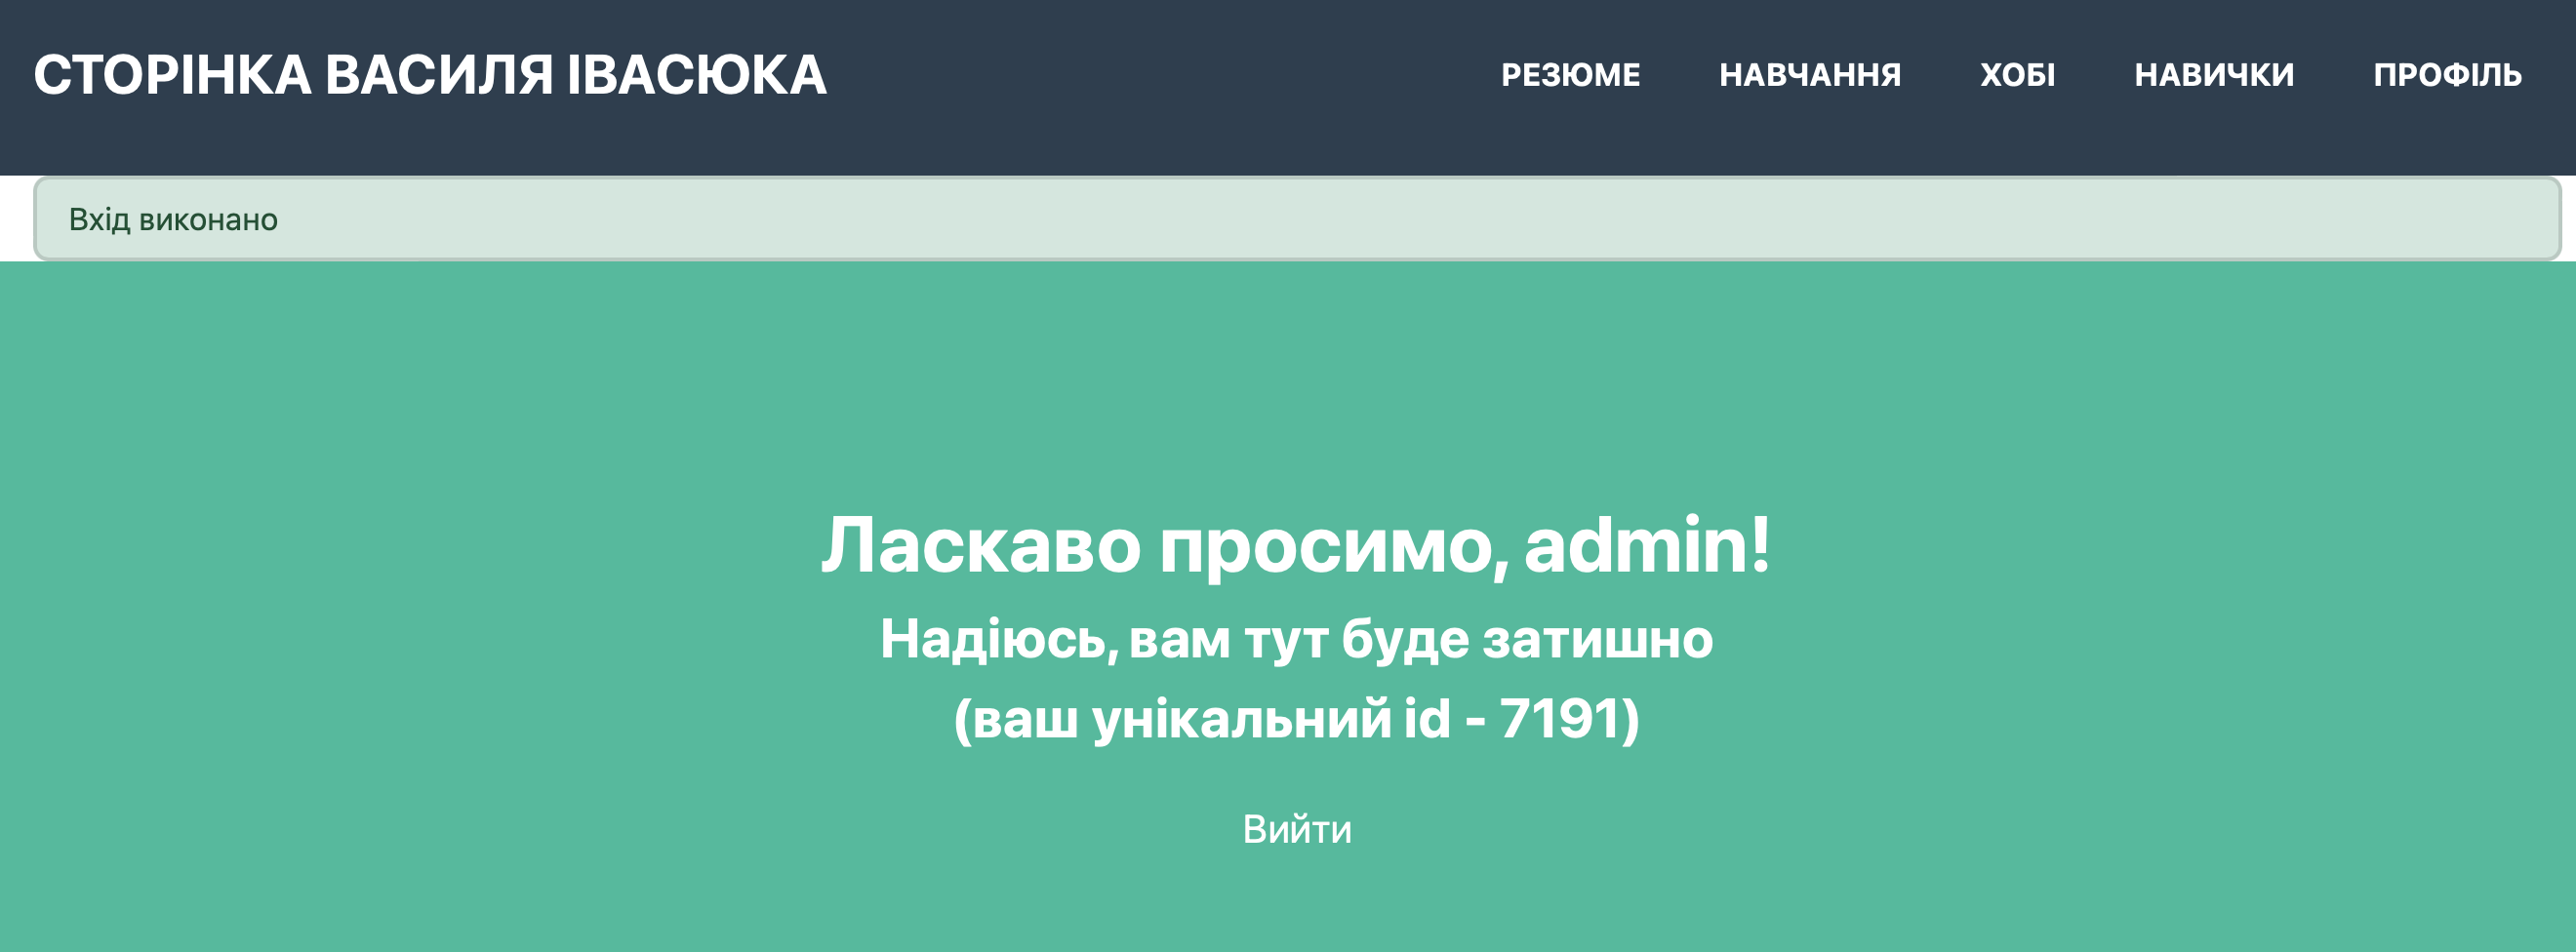 СТОРІНКА ВАСИЛЯ ІВАСЮКА
РЕЗЮМЕ НАВЧАННЯ ХОБІ НАВИЧКИ ПРОФІЛЬ
Вхід виконано
Ласкаво просимо, admin!
Надіюсь, вам тут буде затишно
(ваш унікальний id - 7191)
Вийти